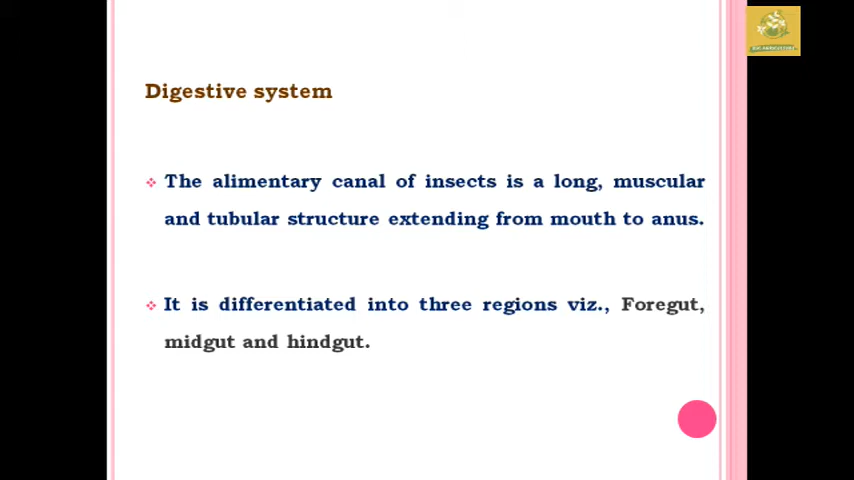 Digestive system
The alimentary canal of insects is a long, muscular
and tubular structure extending from mouth to anus.
It is differentiated into three regions viz., Foregut,
midgut and hindgut.